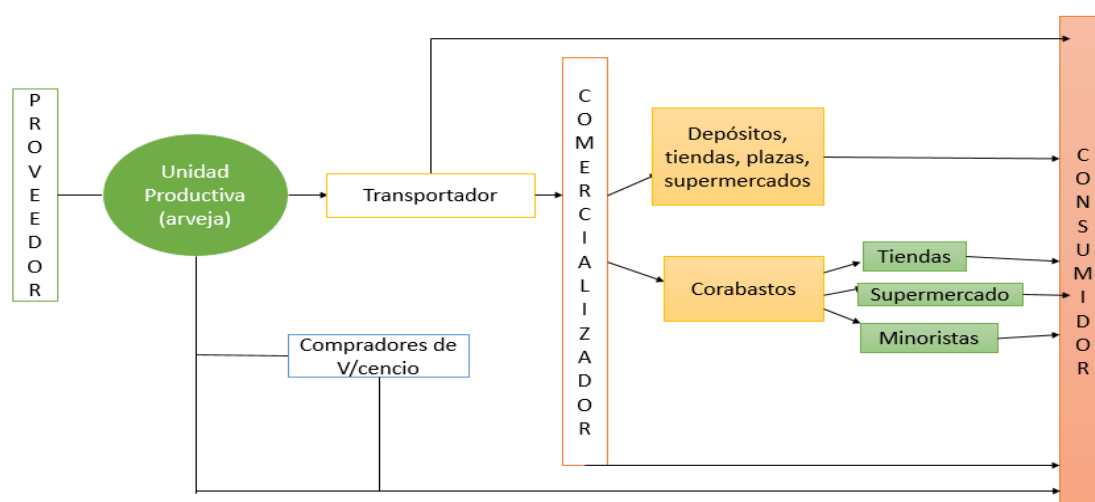 PROVEEDOR
Unidad
Productiva
(arveja)
Transportador
Compradores de
V/cencio
COMERCIALIZADOR
Depósitos,
tiendas, plazas,
supermercados
Corabastos
Tiendas
Supermercado
Minoristas
CONSUMIDOR